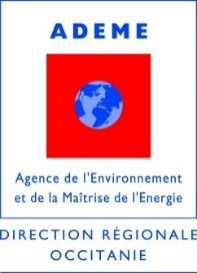 ADEME
Agence de l'Environnement
et de la Maîtrise de l'Energie
DIRECTION RÉGIONALE
OCCITANIE